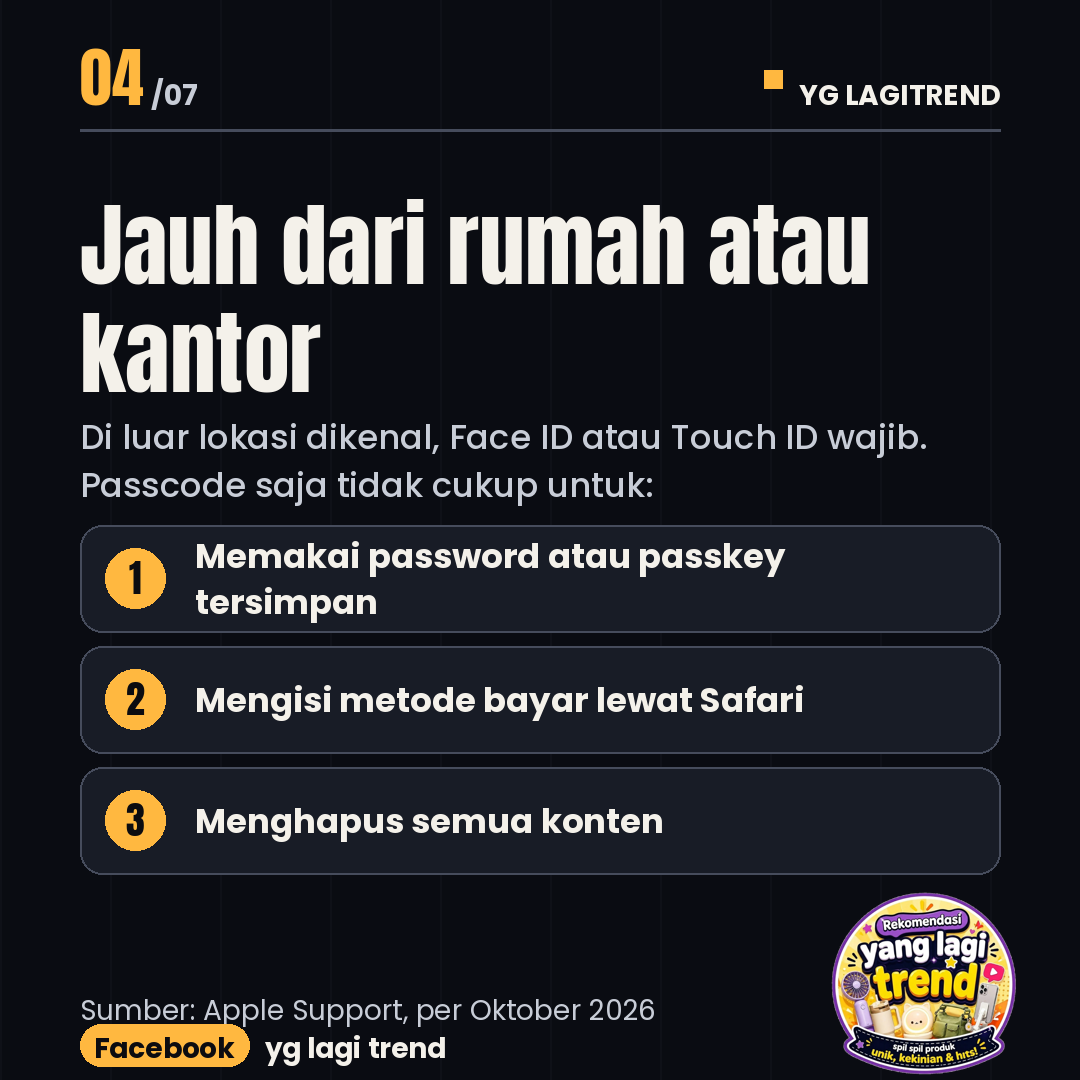 04 /07
YG LAGITREND
Jauh dari rumah atau
kantor
Di luar lokasi dikenal, Face ID atau Touch ID wajib.
Passcode saja tidak cukup untuk:
1 Memakai password atau passkey
tersimpan
2 Mengisi metode bayar lewat Safari
3 Menghapus semua konten
Rekomendasi
yang lagi
trend
spil spil produk
unik, kekinian & hits!
Sumber: Apple Support, per Oktober 2026
Facebook yg lagi trend